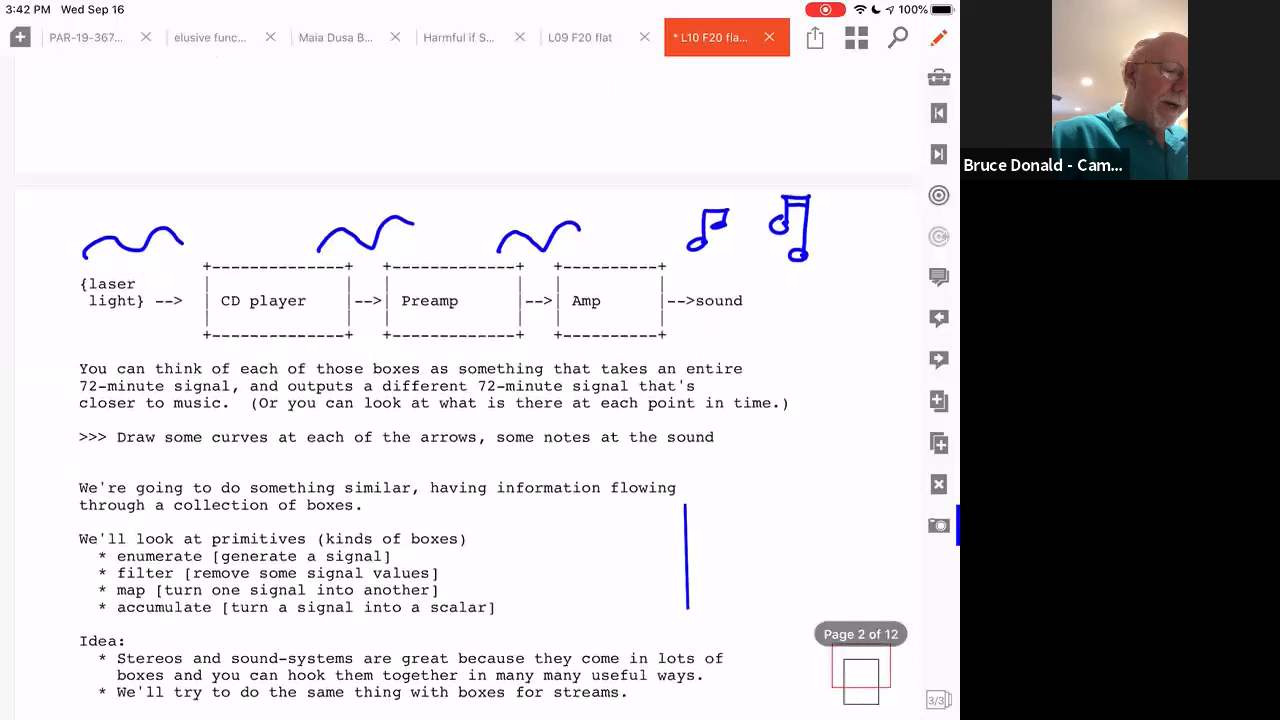 3:42 PM Wed Sep 16
100%
PAR-19-367...
elusive func...
Maia Dusa B...
Harmful if S...
L09 F20 flat
* L10 F20 fla...
Bruce Donald - Cam...
{laser
light} -->
+---------------+
| CD player |
+---------------+
-->
+--------------+
| Preamp |
+--------------+
-->
+-----------+
| Amp |
+-----------+
-->sound
You can think of each of those boxes as something that takes an entire
72-minute signal, and outputs a different 72-minute signal that's
closer to music. (Or you can look at what is there at each point in time.)
>>> Draw some curves at each of the arrows, some notes at the sound
We're going to do something similar, having information flowing
through a collection of boxes.
We'll look at primitives (kinds of boxes)
* enumerate [generate a signal]
* filter [remove some signal values]
* map [turn one signal into another]
* accumulate [turn a signal into a scalar]
Idea:
* Stereos and sound-systems are great because they come in lots of
boxes and you can hook them together in many many useful ways.
* We'll try to do the same thing with boxes for streams.
Page 2 of 12
3/3